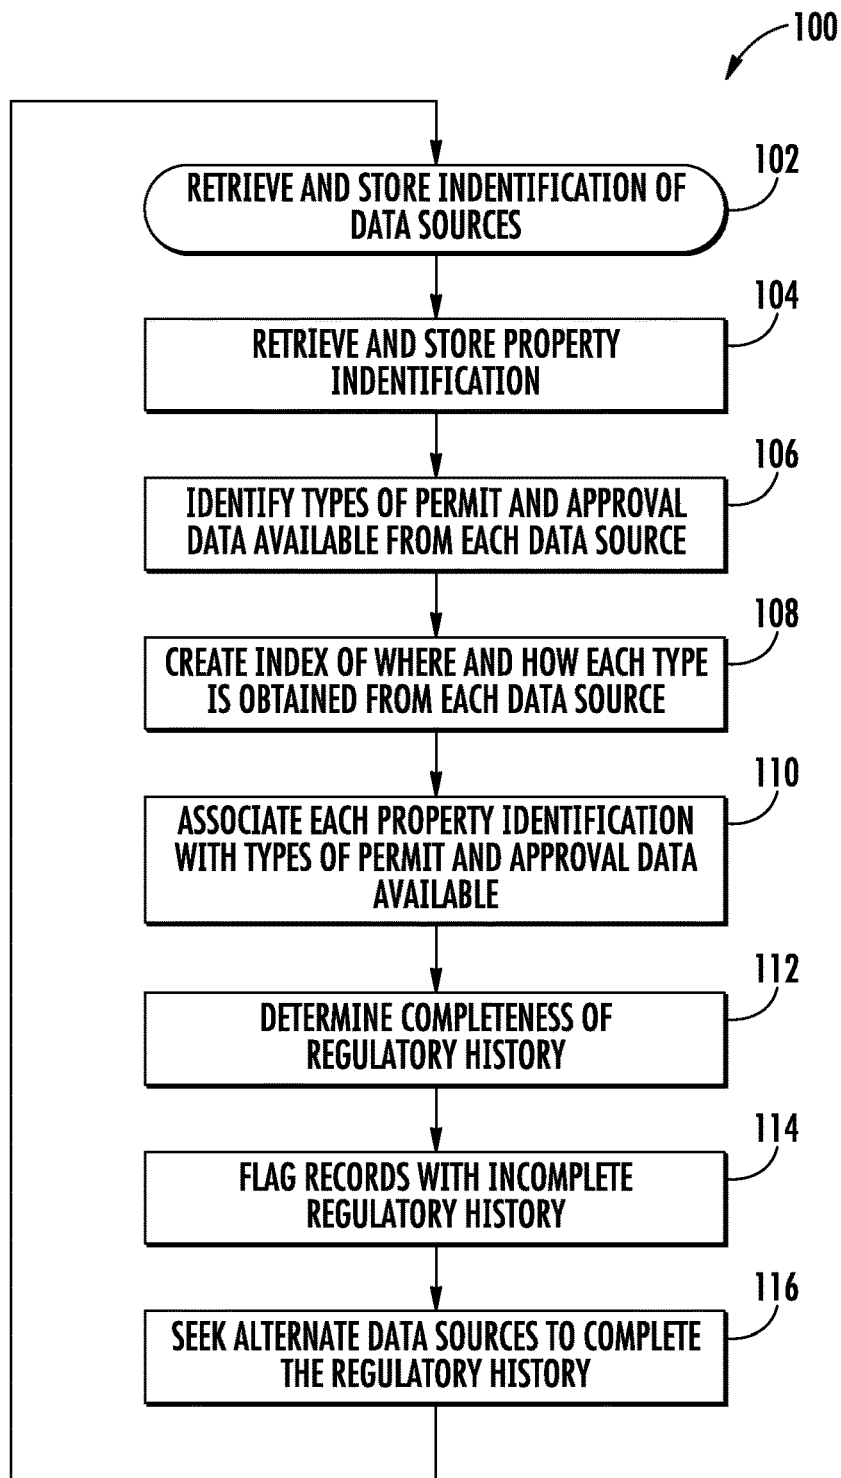 100
RETRIEVE AND STORE INDENTIFICATION OF
DATA SOURCES
102
RETRIEVE AND STORE PROPERTY
INDENTIFICATION
104
IDENTIFY TYPES OF PERMIT AND APPROVAL
DATA AVAILABLE FROM EACH DATA SOURCE
106
CREATE INDEX OF WHERE AND HOW EACH TYPE
IS OBTAINED FROM EACH DATA SOURCE
108
ASSOCIATE EACH PROPERTY IDENTIFICATION
WITH TYPES OF PERMIT AND APPROVAL DATA
AVAILABLE
110
DETERMINE COMPLETENESS OF
REGULATORY HISTORY
112
FLAG RECORDS WITH INCOMPLETE
REGULATORY HISTORY
114
SEEK ALTERNATE DATA SOURCES TO COMPLETE
THE REGULATORY HISTORY
116